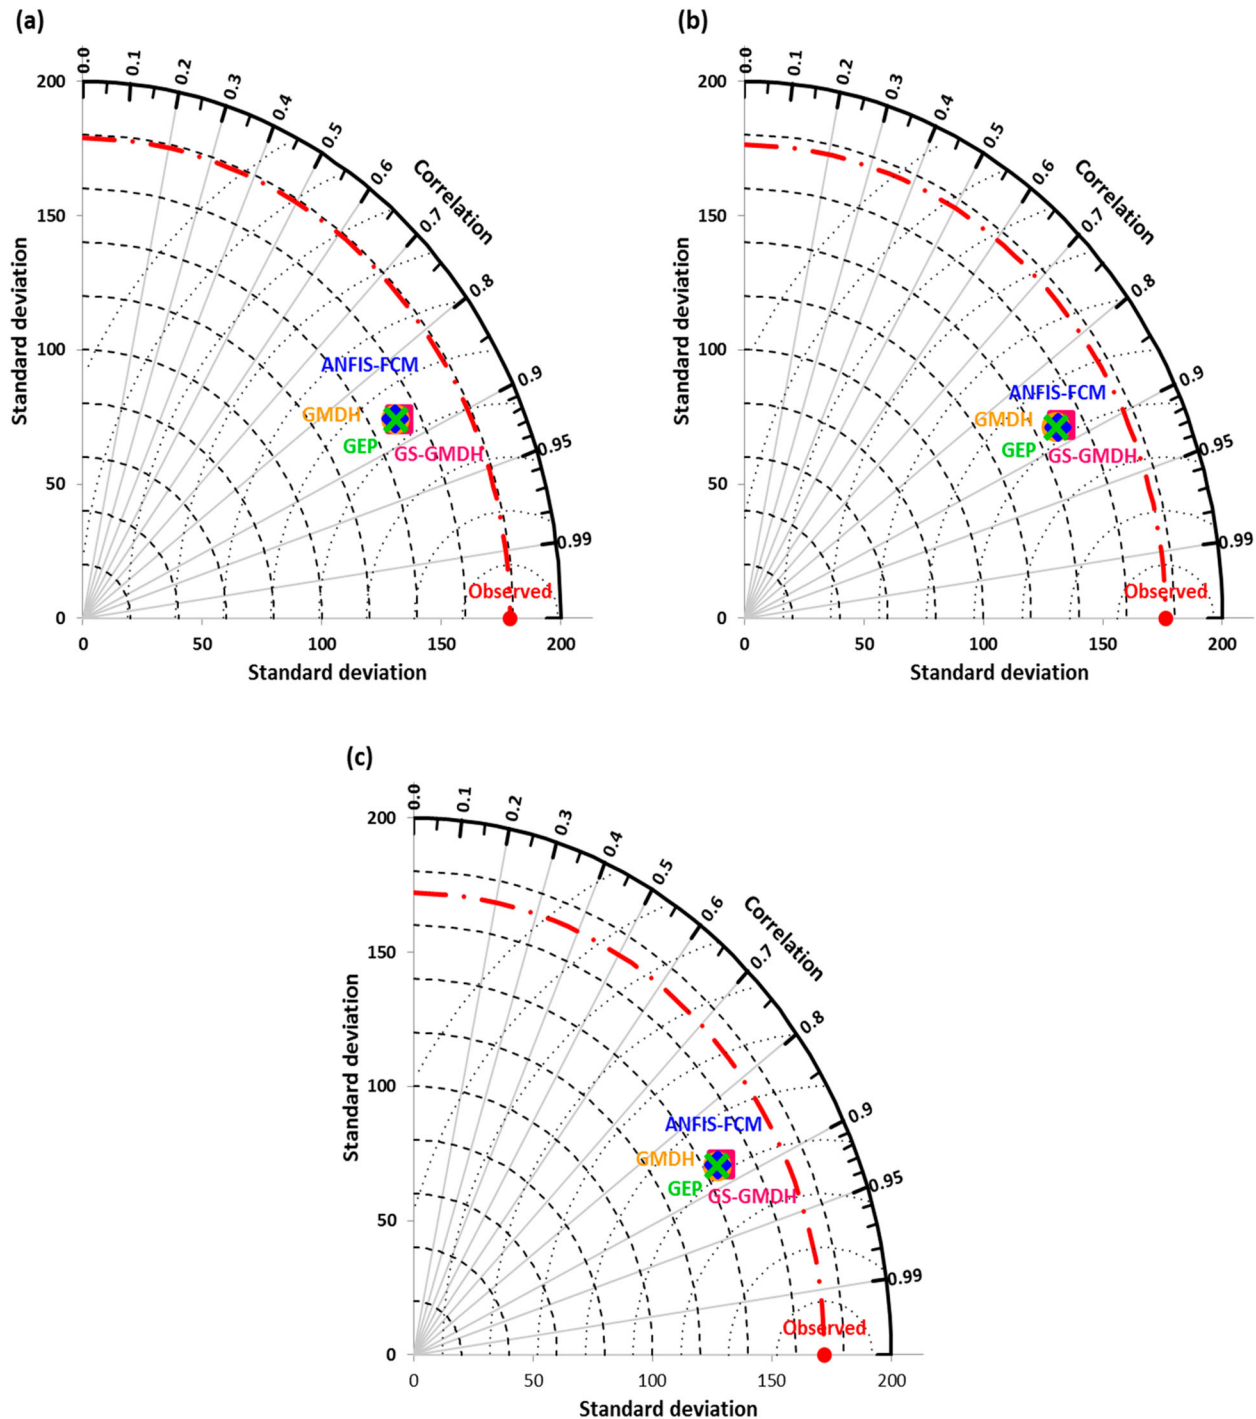 (a)
0.0
0.1
0.2
0.3
0.4
0.5
0.6
0.7
0.8
0.9
0.95
0.99
Correlation
200
150
100
50
0
Standard deviation
ANFIS-FCM
GMDH
GEP
GS-GMDH
Observed
0
50
100
150
200
Standard deviation
(b)
0.0
0.1
0.2
0.3
0.4
0.5
0.6
0.7
0.8
0.9
0.95
0.99
Correlation
200
150
100
50
0
Standard deviation
ANFIS-FCM
GMDH
GEP
GS-GMDH
Observed
0
50
100
150
200
Standard deviation
(c)
0.0
0.1
0.2
0.3
0.4
0.5
0.6
0.7
0.8
0.9
0.95
0.99
Correlation
200
150
100
50
0
Standard deviation
ANFIS-FCM
GMDH
GEP
GS-GMDH
Observed
0
50
100
150
200
Standard deviation